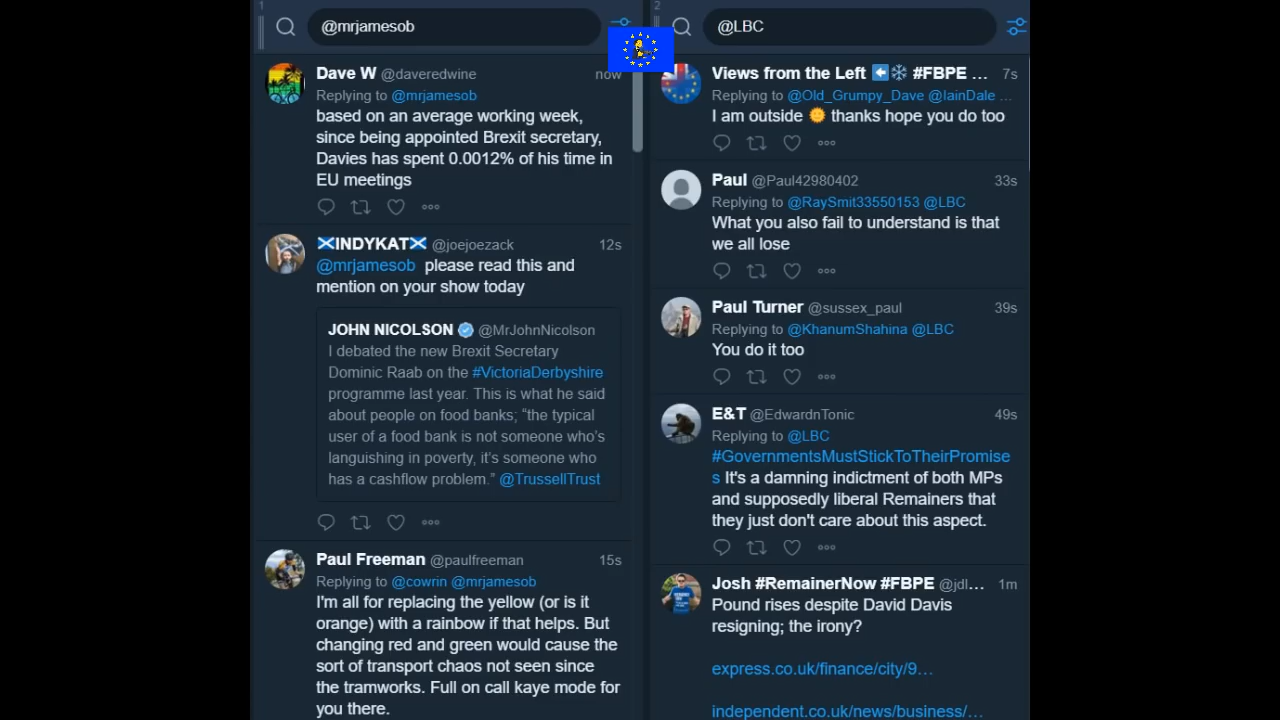 1
@mrjamesob
Dave W @daveredwine now
Replying to @mrjamesob
based on an average working week,
since being appointed Brexit secretary,
Davies has spent 0.0012% of his time in
EU meetings
INDYKAT @joejoezack 12s
@mrjamesob please read this and
mention on your show today
JOHN NICOLSON @MrJohnNicolson
I debated the new Brexit Secretary
Dominic Raab on the #VictoriaDerbyshire
programme last year. This is what he said
about people on food banks; “the typical
user of a food bank is not someone who's
languishing in poverty, it's someone who
has a cashflow problem.” @TrussellTrust
Paul Freeman @paulfreeman 15s
Replying to @cowrin @mrjamesob
I'm all for replacing the yellow (or is it
orange) with a rainbow if that helps. But
changing red and green would cause the
sort of transport chaos not seen since
the tramworks. Full on call kaye mode for
you there.
2
@LBC
Views from the Left #FBPE ... 7s
Replying to @Old_Grumpy_Dave @IainDale ...
I am outside thanks hope you do too
Paul @Paul42980402 33s
Replying to @RaySmit33550153 @LBC
What you also fail to understand is that
we all lose
Paul Turner @sussex_paul 39s
Replying to @KhanumShahina @LBC
You do it too
E&T @EdwardnTonic 49s
Replying to @LBC
#GovernmentsMustStickToTheirPromise
s It's a damning indictment of both MPs
and supposedly liberal Remainers that
they just don't care about this aspect.
Josh #RemainerNow #FBPE @jdl... 1m
Pound rises despite David Davis
resigning; the irony?
express.co.uk/finance/city/9…
independent.co.uk/news/business/…